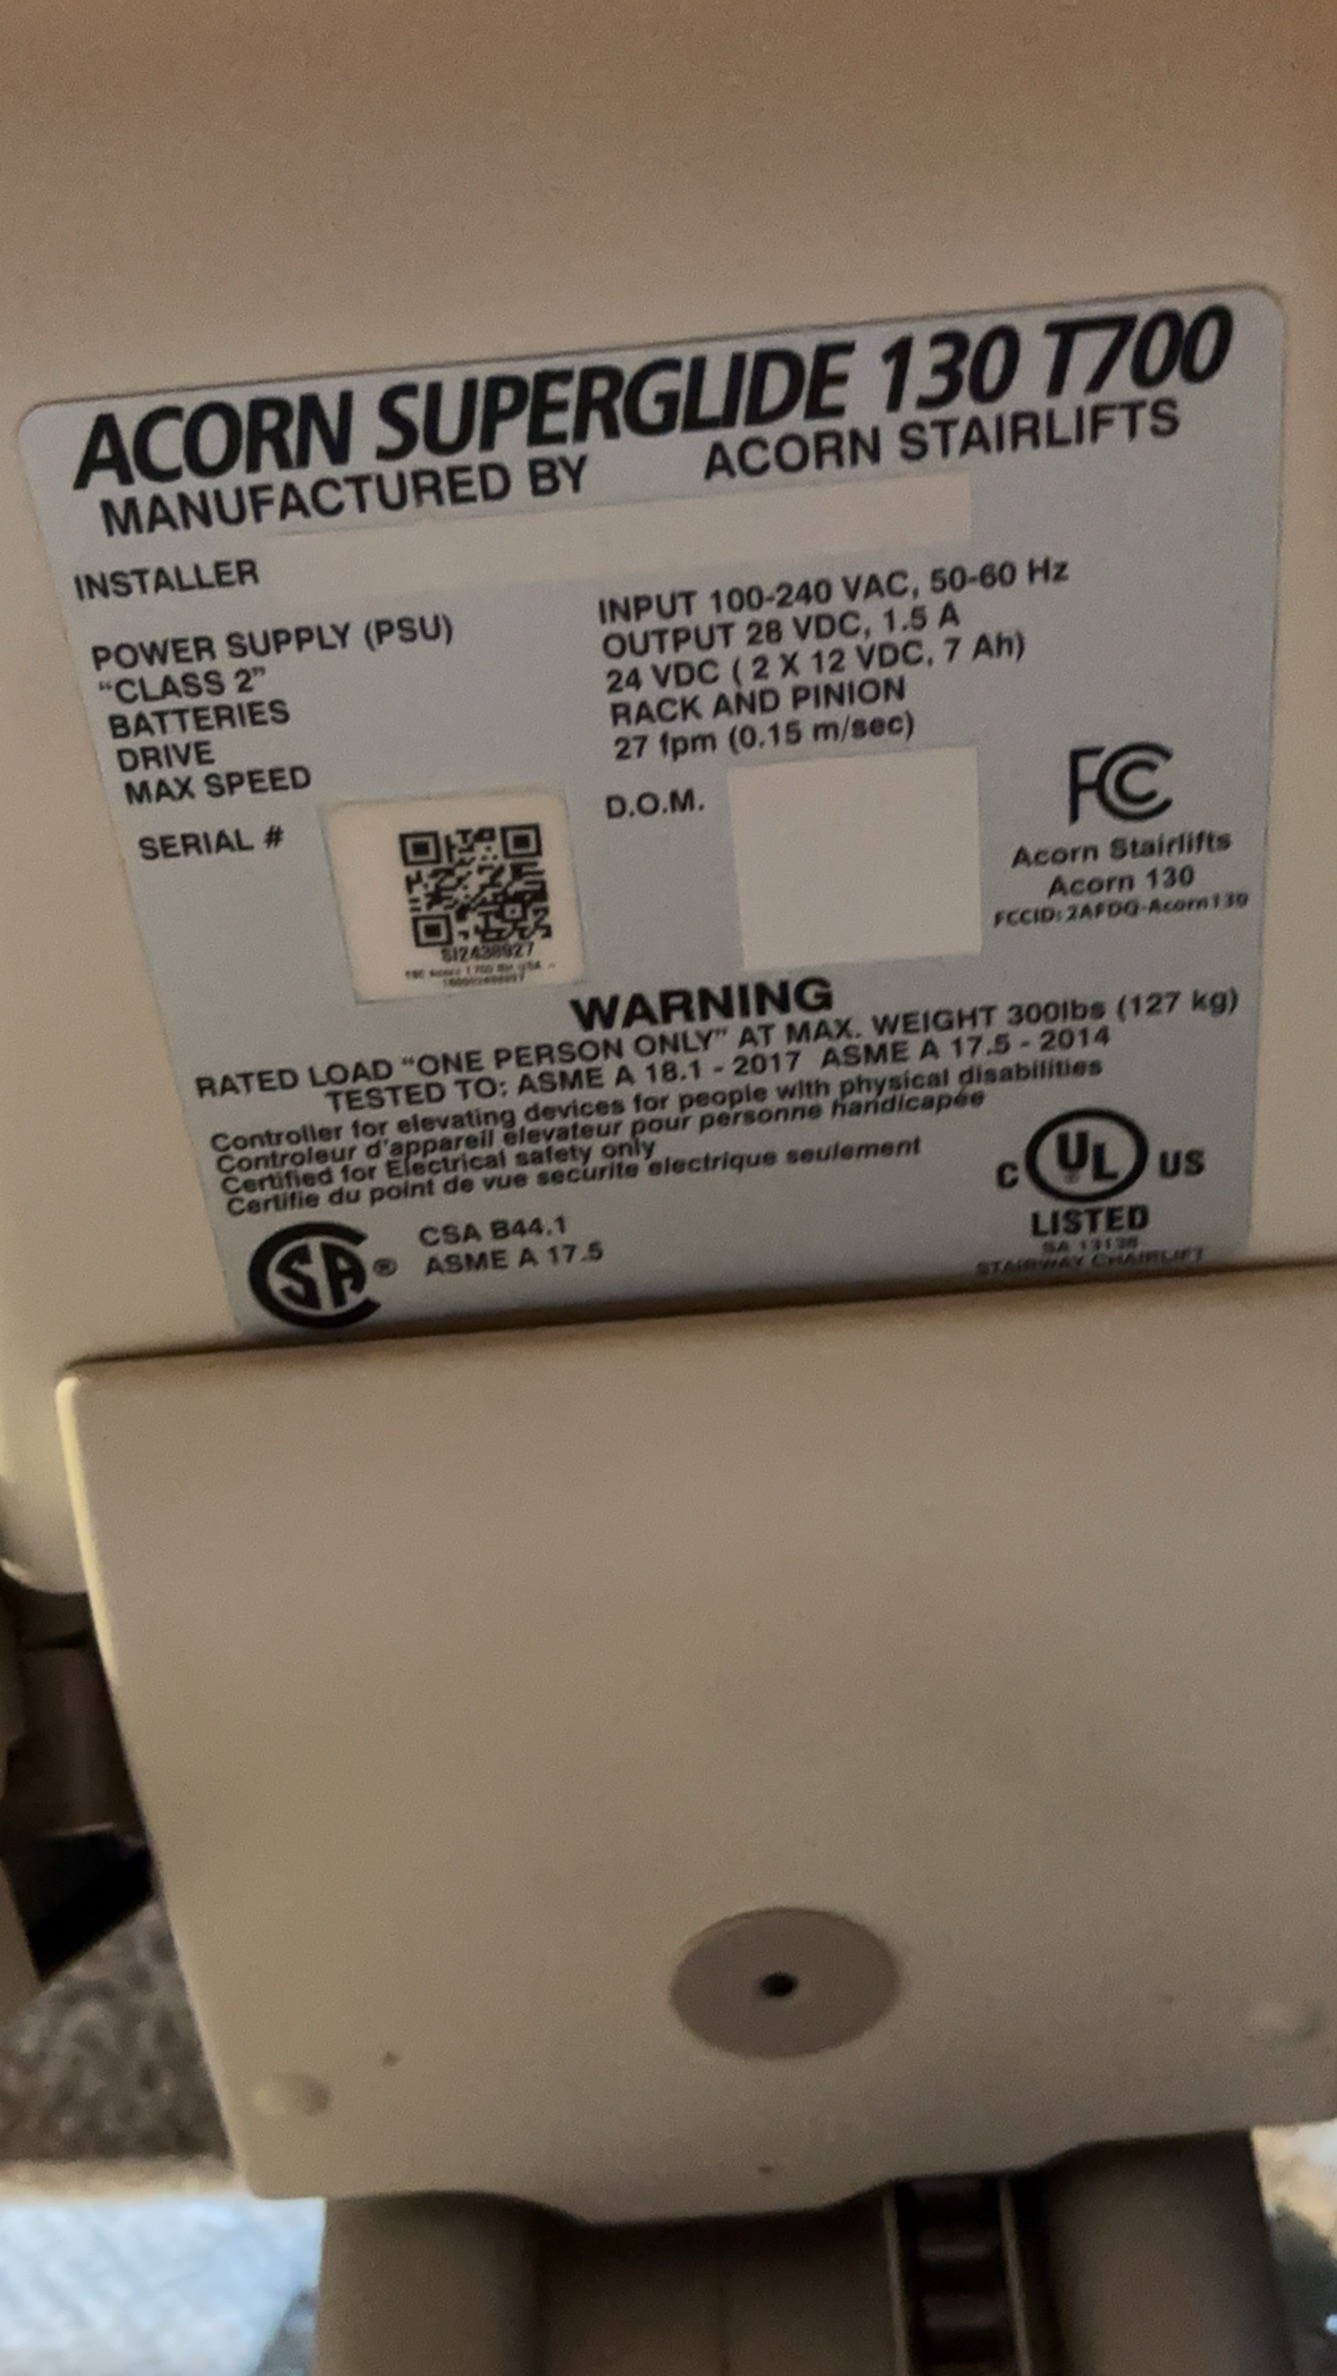 ACORN SUPERGLIDE 130 T700
MANUFACTURED BY ACORN STAIRLIFTS
INSTALLER
POWER SUPPLY (PSU) INPUT 100-240 VAC, 50-60 Hz
"CLASS 2" OUTPUT 28 VDC, 1.5 A
BATTERIES 24 VDC ( 2 X 12 VDC, 7 Ah)
DRIVE RACK AND PINION
MAX SPEED 27 fpm (0.15 m/sec)
SERIAL # D.O.M.
SI2438927
FC
Acorn Stairlifts
Acorn 130
FCCID: 2AFDQ-Acorn130
WARNING
RATED LOAD "ONE PERSON ONLY" AT MAX. WEIGHT 300lbs (127 kg)
TESTED TO: ASME A 18.1 - 2017 ASME A 17.5 - 2014
Controller for elevating devices for people with physical disabilities
Controleur d'appareil elevateur pour personne handicapée
Certified for Electrical safety only
Certifie du point de vue securite electrique seulement
CSA ® CSA B44.1
ASME A 17.5
C UL ® US
LISTED
SA 13138
STAIRWAY CHAIRLIFT